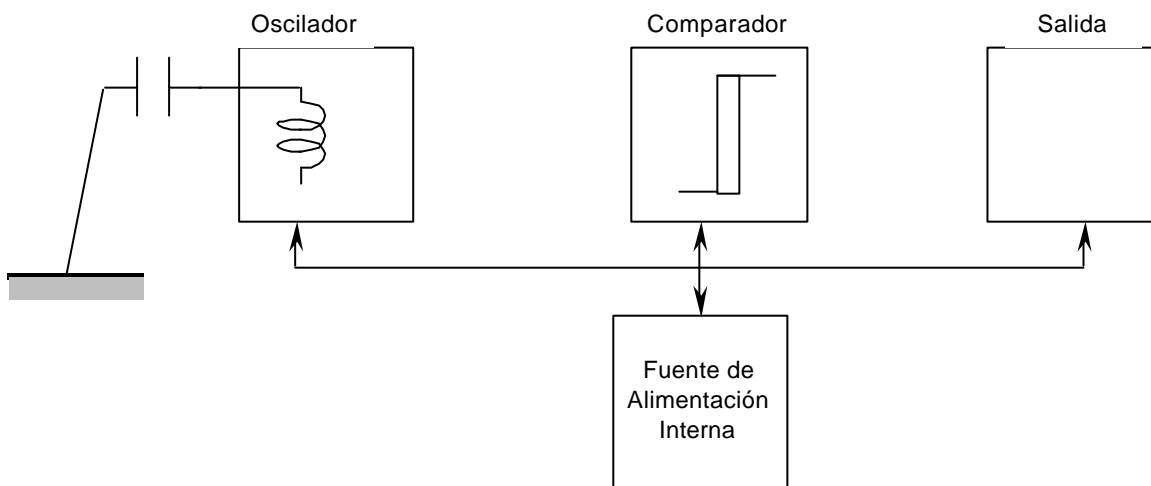 Oscilador
Comparador
Salida
Fuente de
Alimentación
Interna